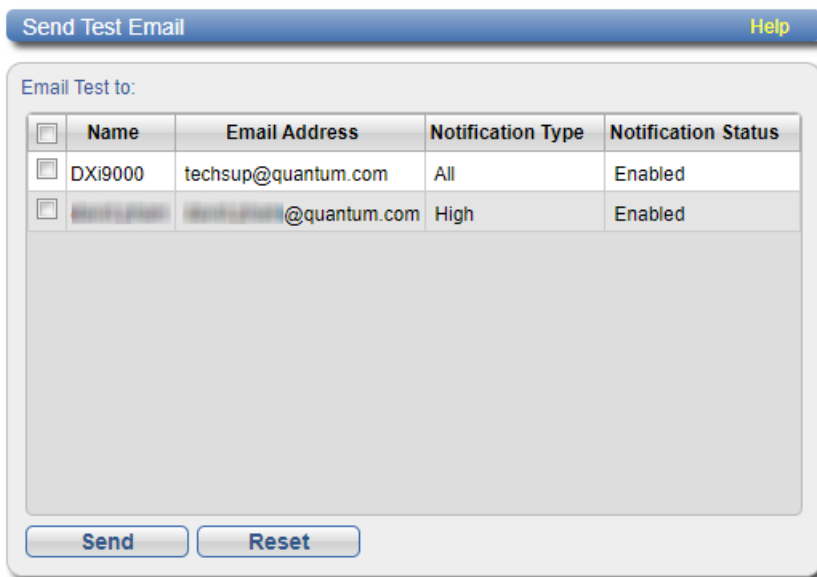 Send Test Email Help
Email Test to:
Name Email Address Notification Type Notification Status
DXi9000 techsup@quantum.com All Enabled
@quantum.com High Enabled
Send Reset